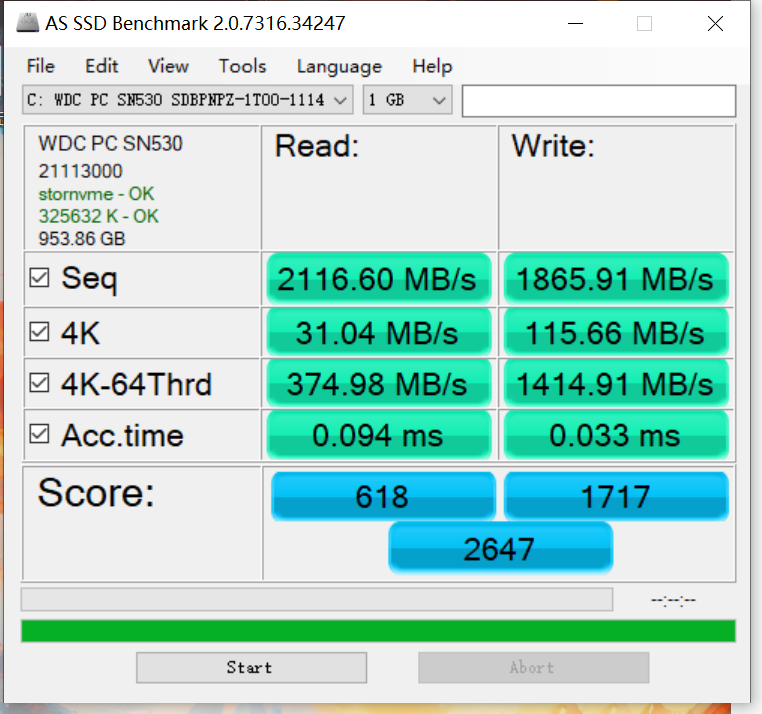 AS SSD Benchmark 2.0.7316.34247
File Edit View Tools Language Help
C: WDC PC SN530 SDBPNPZ-1T00-1114 1 GB
WDC PC SN530
21113000
stornvme - OK
325632 K - OK
953.86 GB
Read: Write:
Seq 2116.60 MB/s 1865.91 MB/s
4K 31.04 MB/s 115.66 MB/s
4K-64Thrd 374.98 MB/s 1414.91 MB/s
Acc.time 0.094 ms 0.033 ms
Score: 618 1717
2647
--:--:--
Start Abort